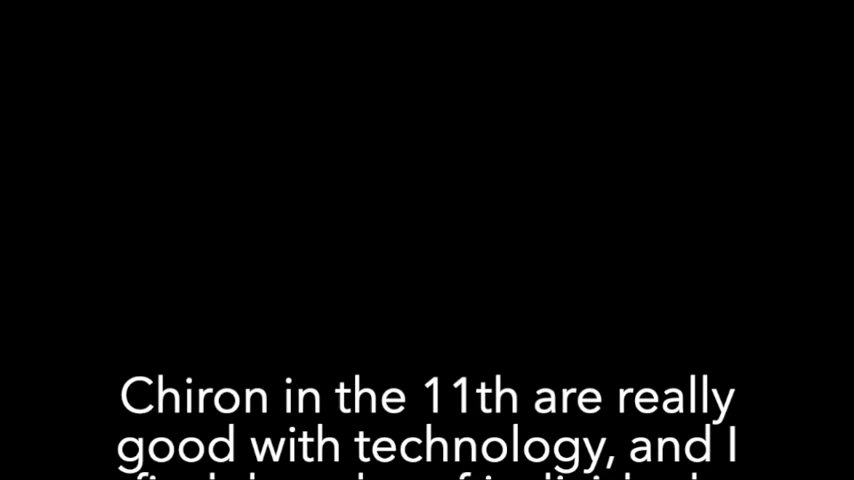 Chiron in the 11th are really
good with technology, and I